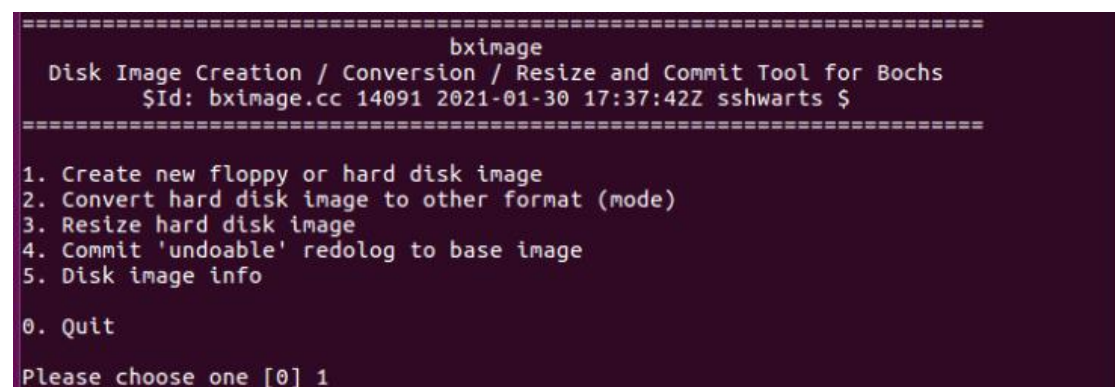 ========================================================================
bximage
Disk Image Creation / Conversion / Resize and Commit Tool for Bochs
$Id: bximage.cc 14091 2021-01-30 17:37:42Z sshwarts $
========================================================================
1. Create new floppy or hard disk image
2. Convert hard disk image to other format (mode)
3. Resize hard disk image
4. Commit 'undoable' redolog to base image
5. Disk image info
0. Quit
Please choose one [0] 1